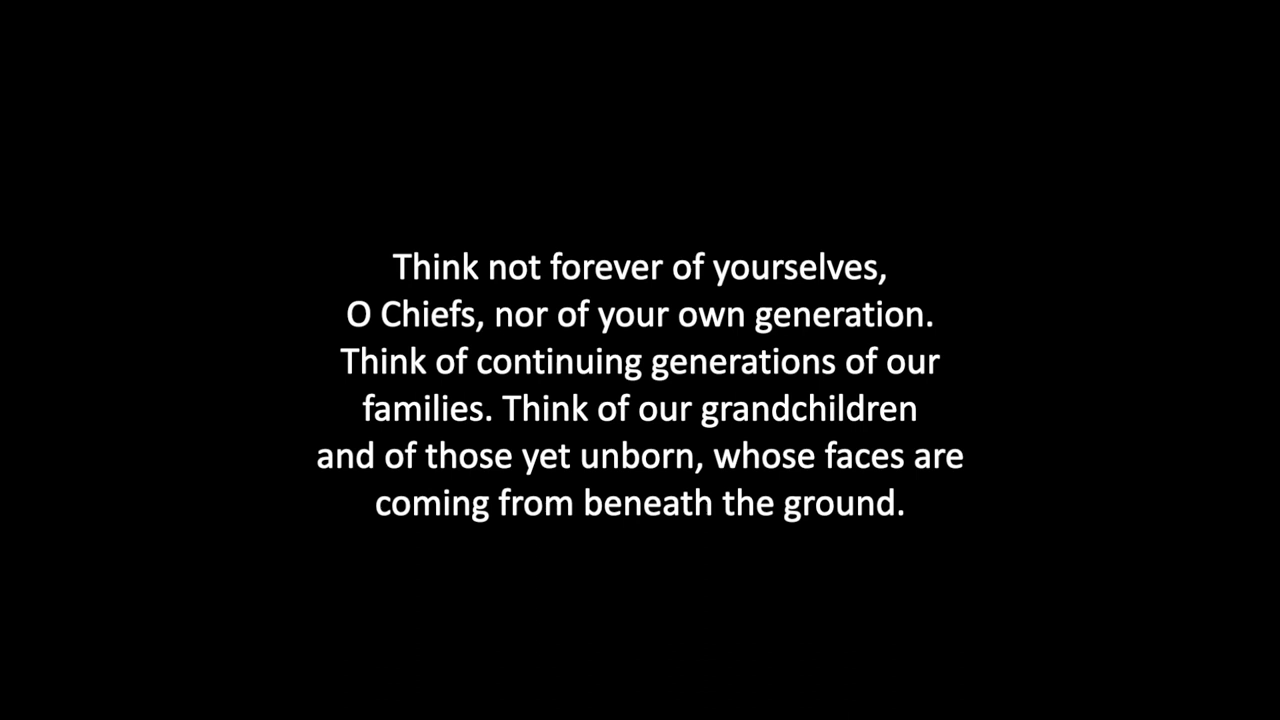 Think not forever of yourselves,
O Chiefs, nor of your own generation.
Think of continuing generations of our
families. Think of our grandchildren
and of those yet unborn, whose faces are
coming from beneath the ground.